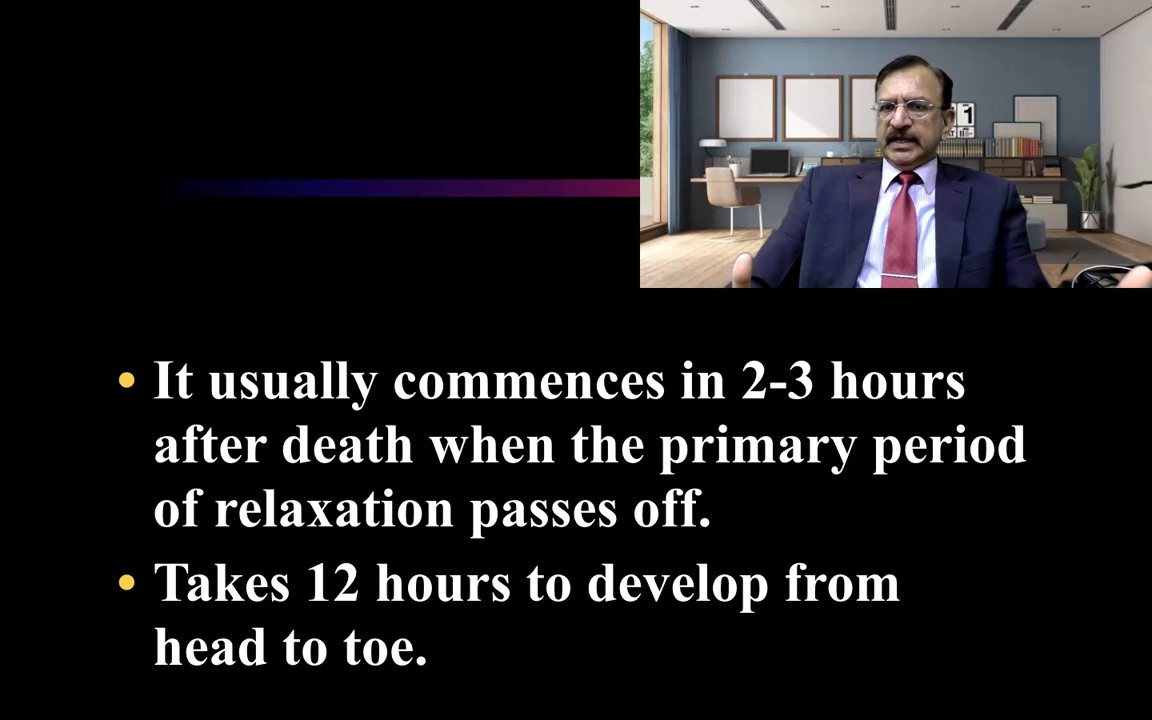 • It usually commences in 2-3 hours
after death when the primary period
of relaxation passes off.
• Takes 12 hours to develop from
head to toe.